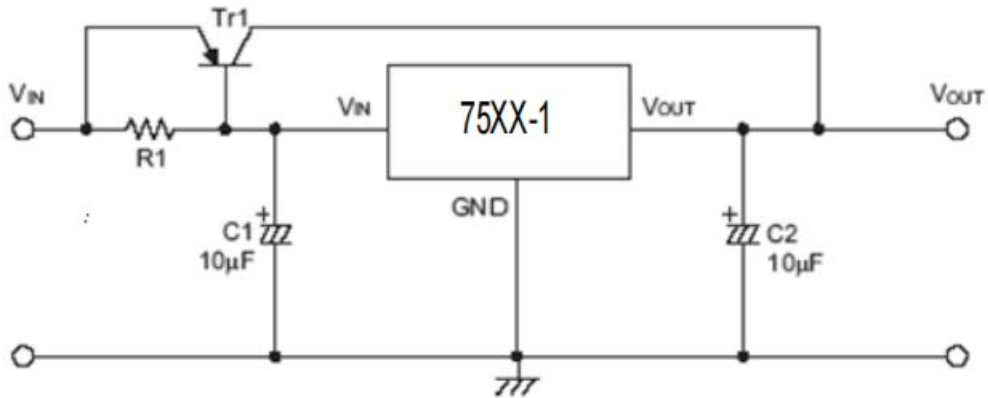 Tr1
VIN
VIN
75XX-1
VOUT
VOUT
R1
GND
+
C1
10μF
+
C2
10μF
: